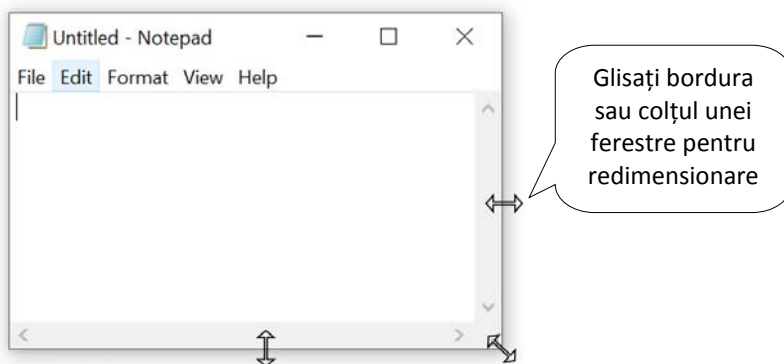 Untitled - Notepad
File Edit Format View Help
Glisați bordura
sau colțul unei
ferestre pentru
redimensionare